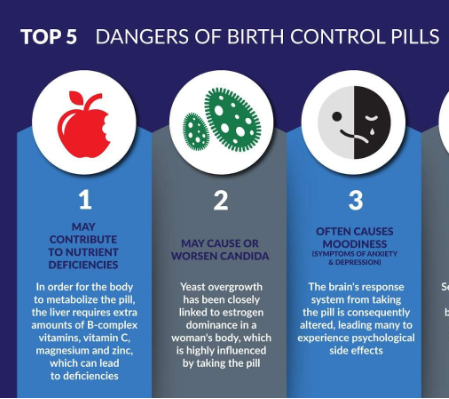 TOP 5 DANGERS OF BIRTH CONTROL PILLS
1
MAY
CONTRIBUTE
TO NUTRIENT
DEFICIENCIES
In order for the body
to metabolize the pill,
the liver requires extra
amounts of B-complex
vitamins, vitamin C,
magnesium and zinc,
which can lead
to deficiencies
2
MAY CAUSE OR
WORSEN CANDIDA
Yeast overgrowth
has been closely
linked to estrogen
dominance in a
woman's body, which
is highly influenced
by taking the pill
3
OFTEN CAUSES
MOODINESS
(SYMPTOMS OF ANXIETY
& DEPRESSION)
The brain's response
system from taking
the pill is consequently
altered, leading many to
experience psychological
side effects